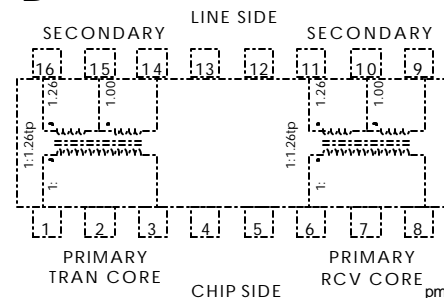 LINE SIDE
SECONDARY SECONDARY
16 15 14 13 12 11 10 9
1.26 1.00 1.26 1.00
1:1.26tp 1:1.26tp
1: 1:
1 2 3 4 5 6 7 8
PRIMARY PRIMARY
TRAN CORE RCV CORE
CHIP SIDE
pm